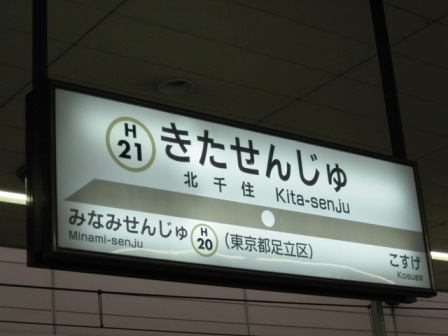 H
21
きたせんじゅ
北千住 Kita-senju
みなみせんじゅ
Minami-senju
H
20
(東京都足立区)
こすげ
Kosuge